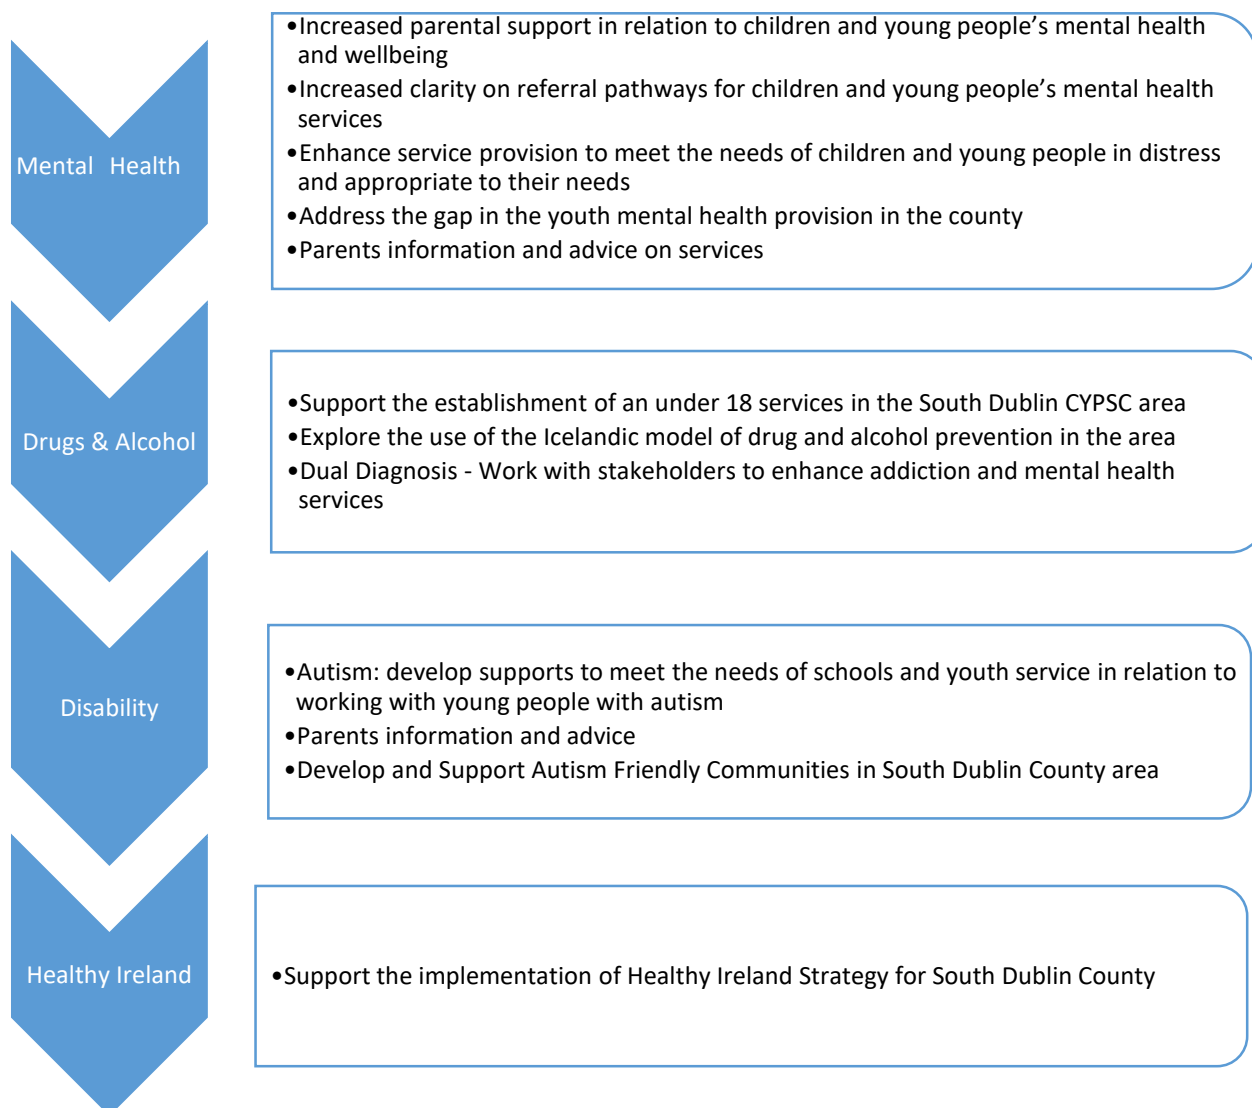 Mental Health
•Increased parental support in relation to children and young people’s mental health
and wellbeing
•Increased clarity on referral pathways for children and young people’s mental health
services
•Enhance service provision to meet the needs of children and young people in distress
and appropriate to their needs
•Address the gap in the youth mental health provision in the county
•Parents information and advice on services
Drugs & Alcohol
•Support the establishment of an under 18 services in the South Dublin CYPSC area
•Explore the use of the Icelandic model of drug and alcohol prevention in the area
•Dual Diagnosis - Work with stakeholders to enhance addiction and mental health
services
Disability
•Autism: develop supports to meet the needs of schools and youth service in relation to
working with young people with autism
•Parents information and advice
•Develop and Support Autism Friendly Communities in South Dublin County area
Healthy Ireland
•Support the implementation of Healthy Ireland Strategy for South Dublin County